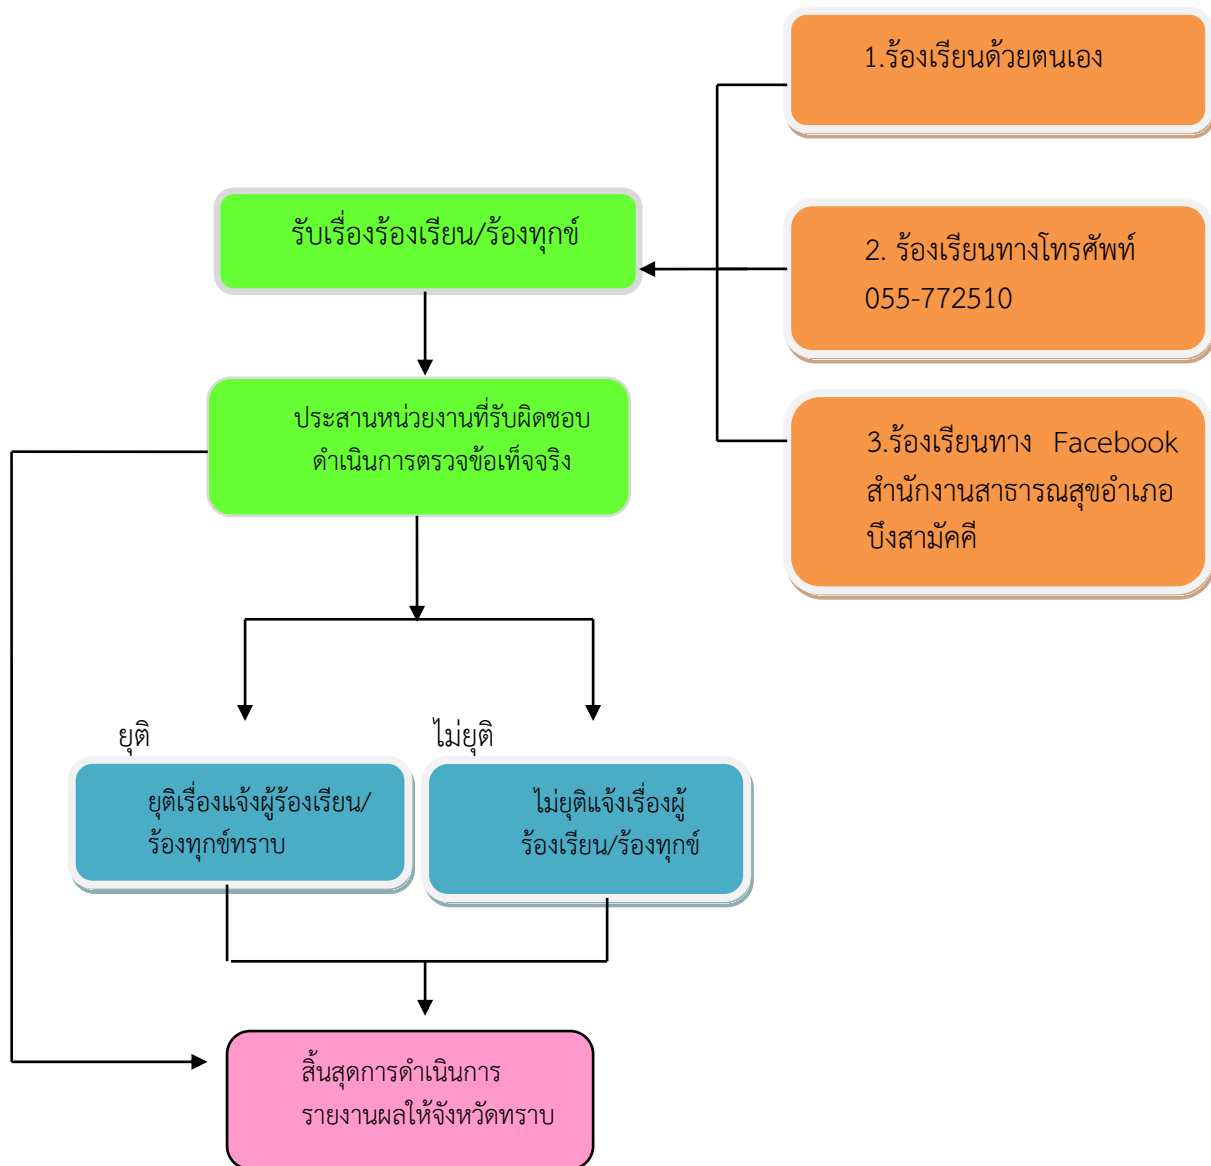 1.ร้องเรียนด้วยตนเอง
รับเรื่องร้องเรียน/ร้องทุกข์
2. ร้องเรียนทางโทรศัพท์
055-772510
ประสานหน่วยงานที่รับผิดชอบ
ดำเนินการตรวจข้อเท็จจริง
3.ร้องเรียนทาง Facebook
สำนักงานสาธารณสุขอำเภอ
บึงสามัคคี
ยุติ
ไม่ยุติ
ยุติเรื่องแจ้งผู้ร้องเรียน/
ร้องทุกข์ทราบ
ไม่ยุติแจ้งเรื่องผู้
ร้องเรียน/ร้องทุกข์
สิ้นสุดการดำเนินการ
รายงานผลให้จังหวัดทราบ